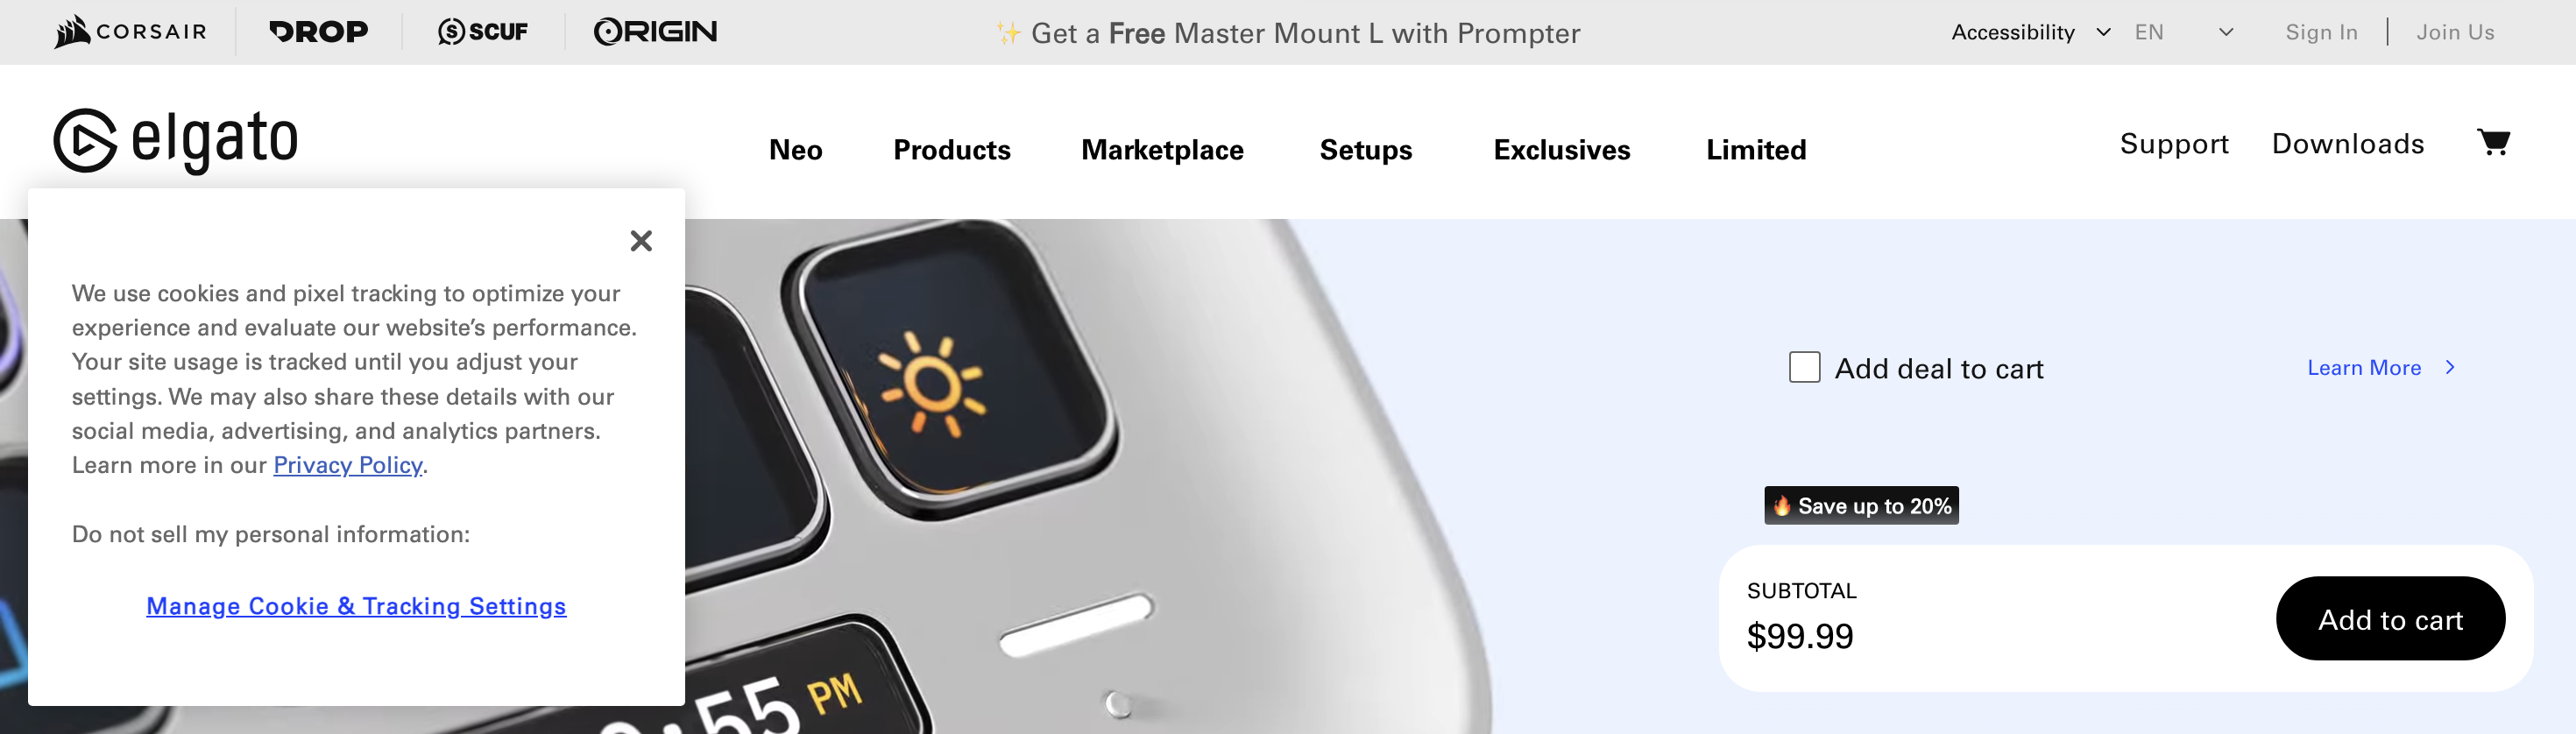 CORSAIR
DROP
SCUF
ORIGIN
✨ Get a Free Master Mount L with Prompter
Accessibility
EN
Sign In
Join Us
elgato
Neo
Products
Marketplace
Setups
Exclusives
Limited
Support
Downloads
We use cookies and pixel tracking to optimize your
experience and evaluate our website’s performance.
Your site usage is tracked until you adjust your
settings. We may also share these details with our
social media, advertising, and analytics partners.
Learn more in our Privacy Policy.
Do not sell my personal information:
Manage Cookie & Tracking Settings
:55 PM
Add deal to cart
Learn More
🔥 Save up to 20%
SUBTOTAL
$99.99
Add to cart